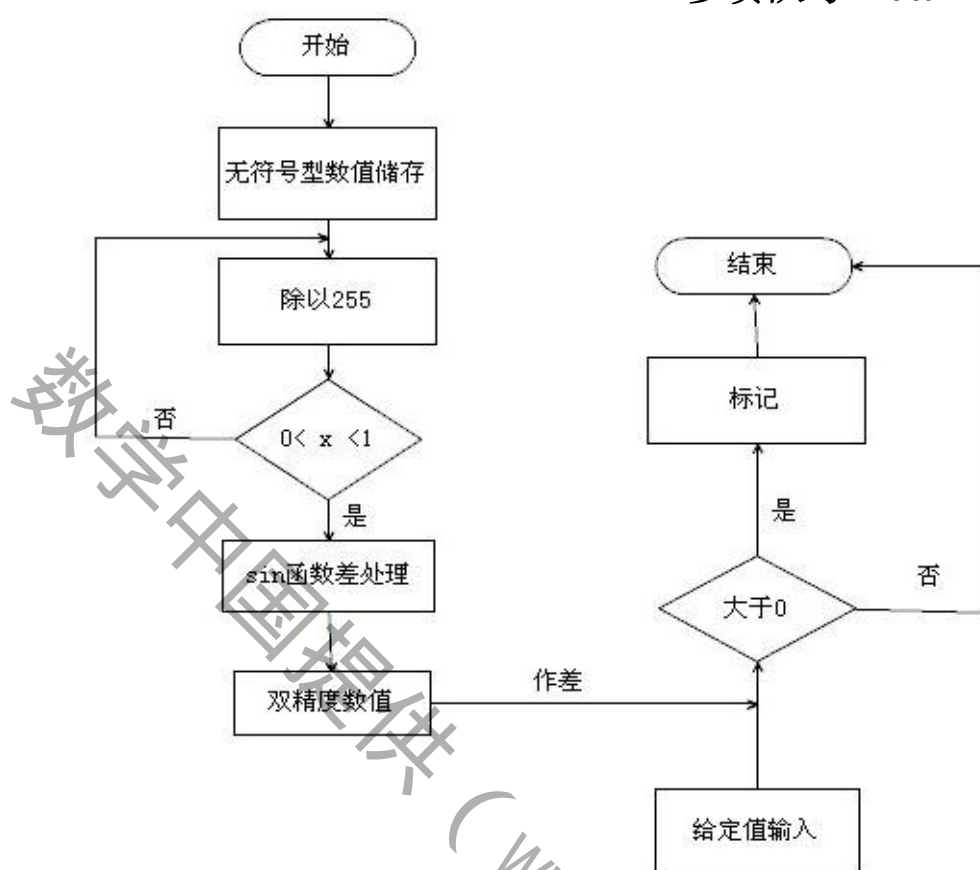 开始
无符号型数值储存
除以255
否
0< x <1
是
sin函数差处理
双精度数值
作差
结束
标记
是
大于0
否
给定值输入
数学中国提供（w